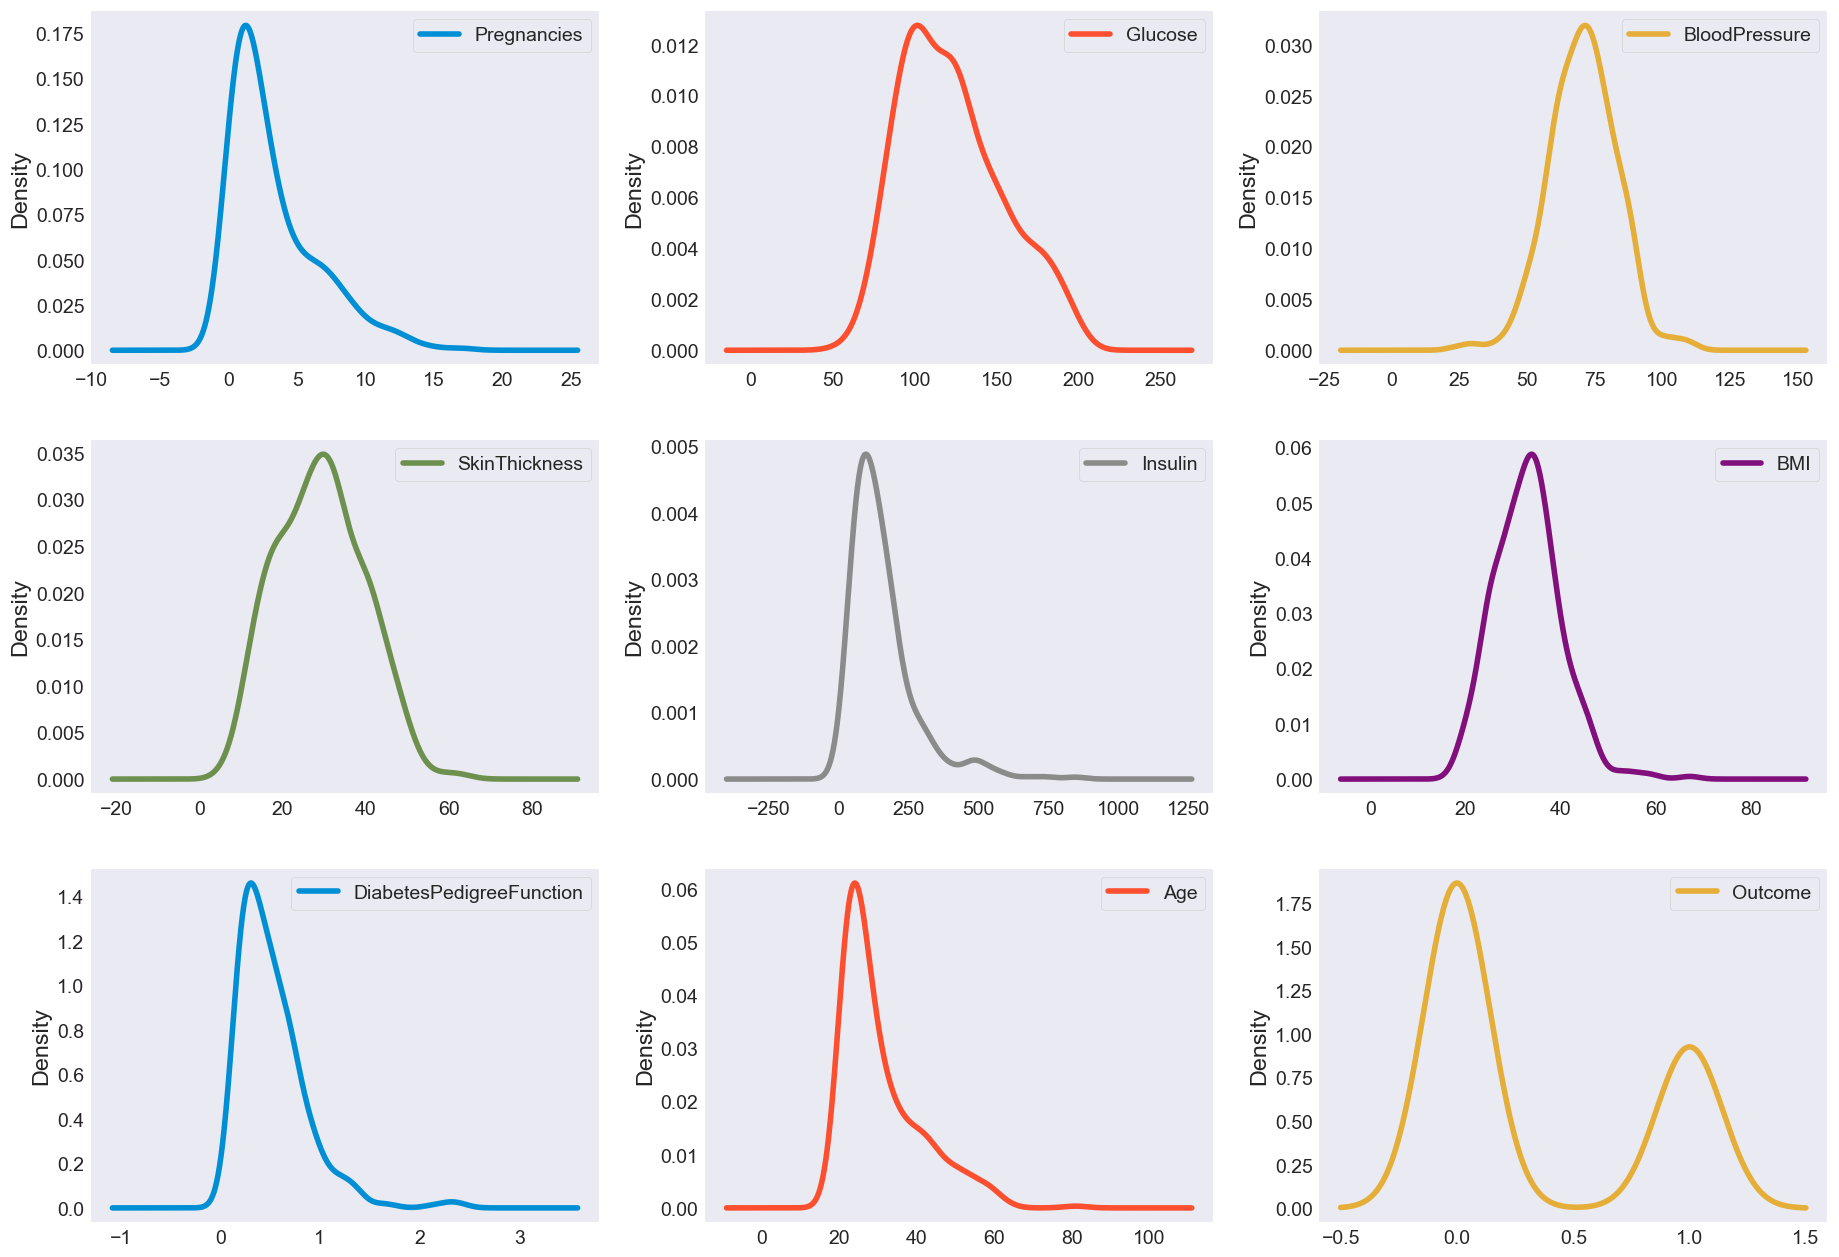 Pregnancies
Density
0.175
0.150
0.125
0.100
0.075
0.050
0.025
0.000
−10 −5 0 5 10 15 20 25
Glucose
Density
0.012
0.010
0.008
0.006
0.004
0.002
0.000
0 50 100 150 200 250
BloodPressure
Density
0.030
0.025
0.020
0.015
0.010
0.005
0.000
−25 0 25 50 75 100 125 150
SkinThickness
Density
0.035
0.030
0.025
0.020
0.015
0.010
0.005
0.000
−20 0 20 40 60 80
Insulin
Density
0.005
0.004
0.003
0.002
0.001
0.000
−250 0 250 500 750 1000 1250
BMI
Density
0.06
0.05
0.04
0.03
0.02
0.01
0.00
0 20 40 60 80
DiabetesPedigreeFunction
Density
1.4
1.2
1.0
0.8
0.6
0.4
0.2
0.0
−1 0 1 2 3
Age
Density
0.06
0.05
0.04
0.03
0.02
0.01
0.00
0 20 40 60 80 100
Outcome
Density
1.75
1.50
1.25
1.00
0.75
0.50
0.25
0.00
−0.5 0.0 0.5 1.0 1.5